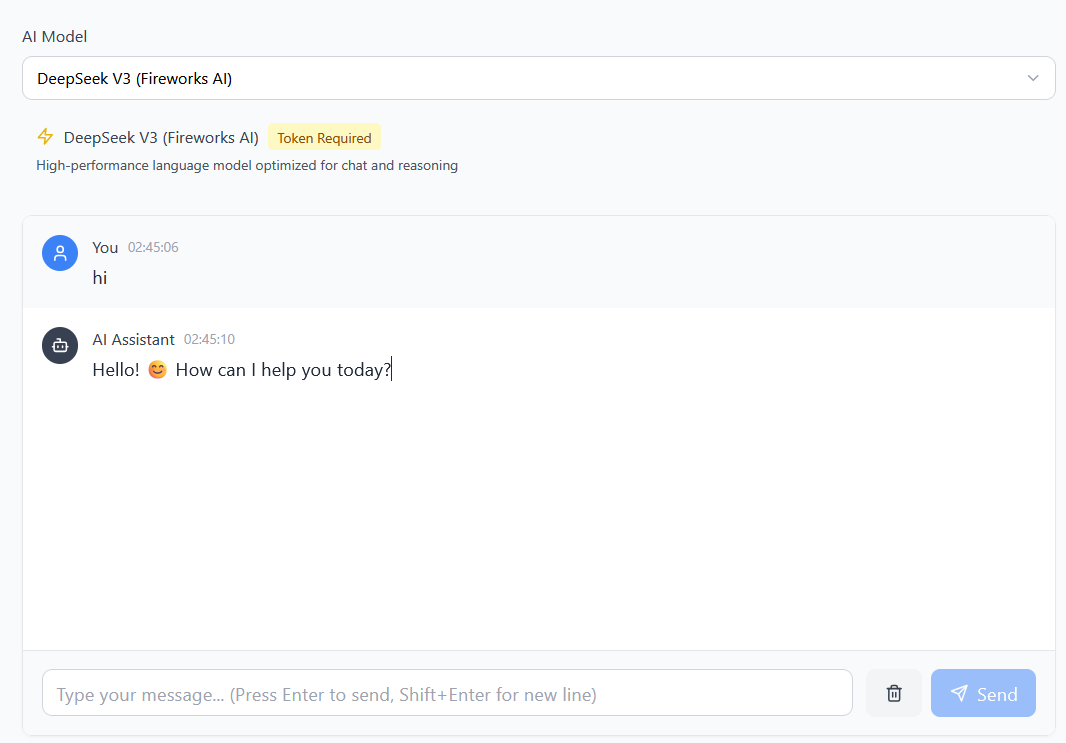 AI Model
DeepSeek V3 (Fireworks AI)
DeepSeek V3 (Fireworks AI) Token Required
High-performance language model optimized for chat and reasoning
You 02:45:06
hi
AI Assistant 02:45:10
Hello! 😊 How can I help you today?
Type your message... (Press Enter to send, Shift+Enter for new line) Send